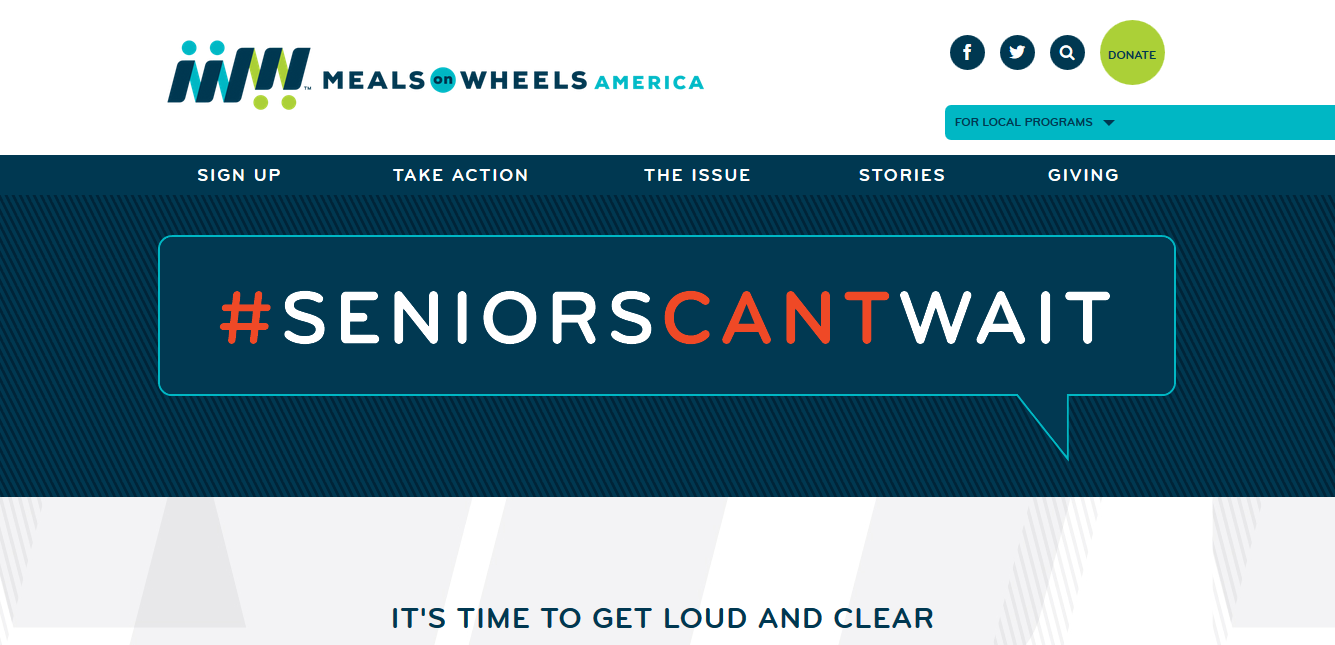 MEALS on WHEELS AMERICA
TM
DONATE
FOR LOCAL PROGRAMS
SIGN UP
TAKE ACTION
THE ISSUE
STORIES
GIVING
#SENIORSCANTWAIT
IT'S TIME TO GET LOUD AND CLEAR